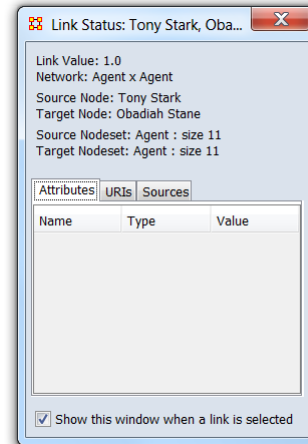 Link Status: Tony Stark, Oba...
Link Value: 1.0
Network: Agent x Agent
Source Node: Tony Stark
Target Node: Obadiah Stane
Source Nodeset: Agent : size 11
Target Nodeset: Agent : size 11
Attributes URIs Sources
Name Type Value
Show this window when a link is selected